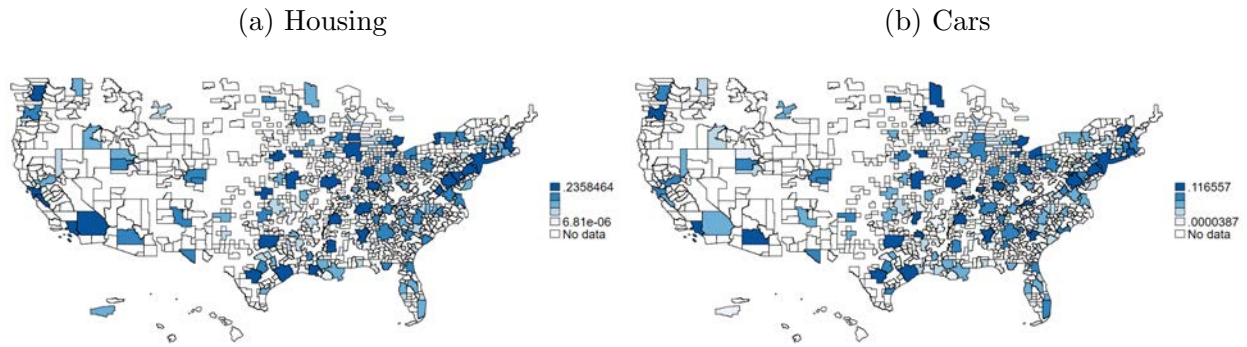 (a) Housing
(b) Cars
.2358464
6.81e-06
No data
.116557
.0000387
No data